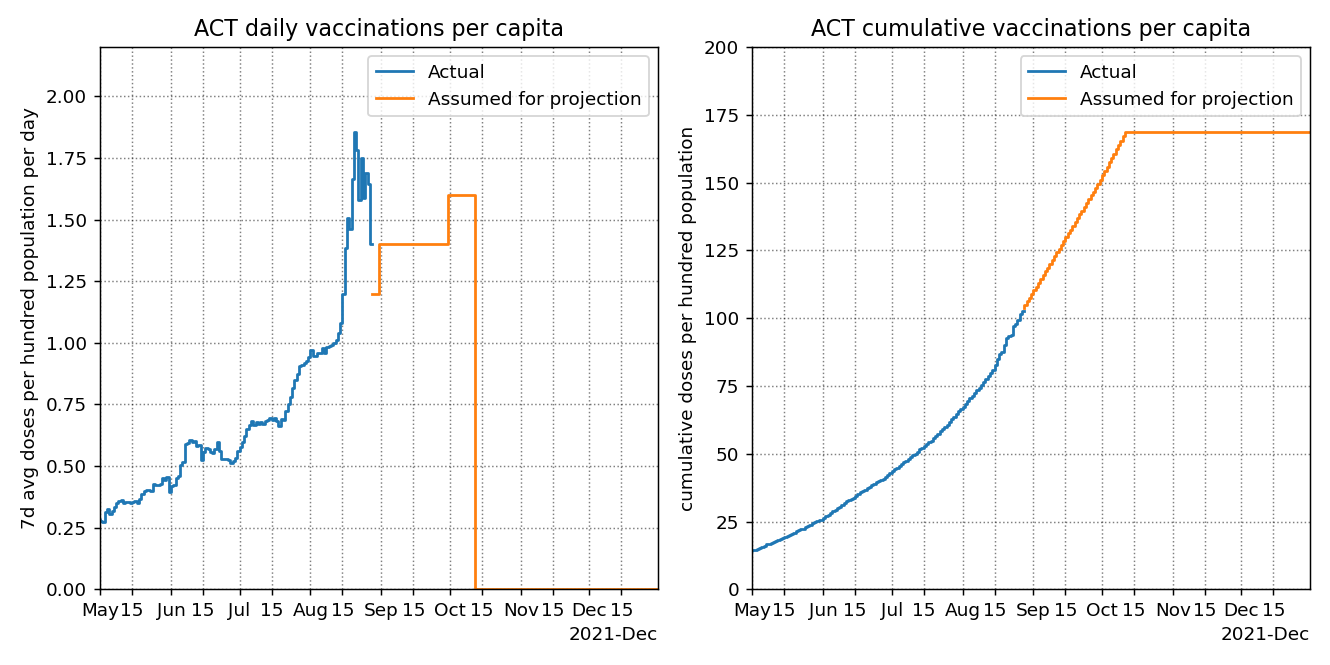 ACT daily vaccinations per capita
7d avg doses per hundred population per day
2.00
1.75
1.50
1.25
1.00
0.75
0.50
0.25
0.00
Actual
Assumed for projection
May 15 Jun 15 Jul 15 Aug 15 Sep 15 Oct 15 Nov 15 Dec 15
2021-Dec
ACT cumulative vaccinations per capita
cumulative doses per hundred population
200
175
150
125
100
75
50
25
0
Actual
Assumed for projection
May 15 Jun 15 Jul 15 Aug 15 Sep 15 Oct 15 Nov 15 Dec 15
2021-Dec